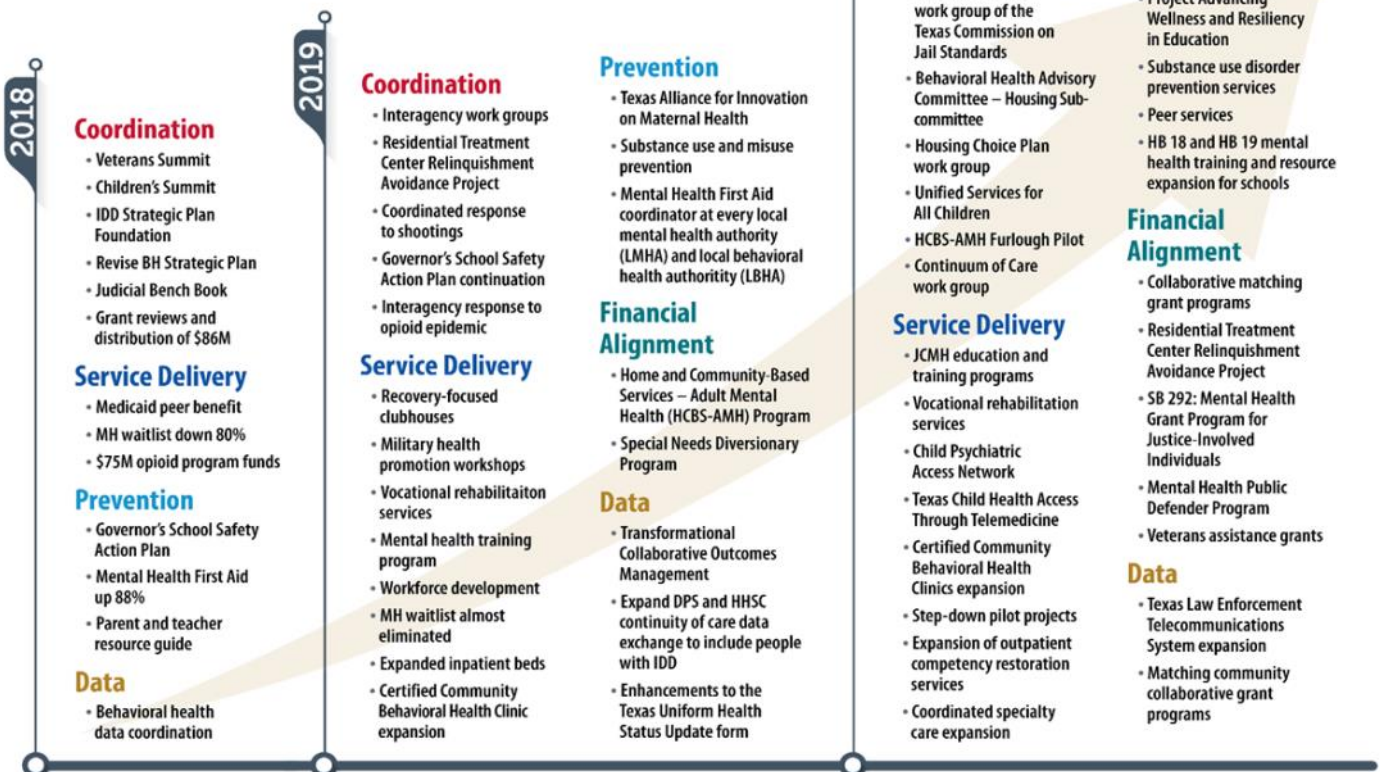 2018
Coordination
• Veterans Summit
• Children's Summit
• IDD Strategic Plan
Foundation
• Revise BH Strategic Plan
• Judicial Bench Book
• Grant reviews and
distribution of $86M
Service Delivery
• Medicaid peer benefit
• MH waitlist down 80%
• $75M opioid program funds
Prevention
• Governor's School Safety
Action Plan
• Mental Health First Aid
up 88%
• Parent and teacher
resource guide
Data
• Behavioral health
data coordination
2019
Coordination
• Interagency work groups
• Residential Treatment
Center Relinquishment
Avoidance Project
• Coordinated response
to shootings
• Governor's School Safety
Action Plan continuation
• Interagency response to
opioid epidemic
Service Delivery
• Recovery-focused
clubhouses
• Military health
promotion workshops
• Vocational rehabilitaiton
services
• Mental health training
program
• Workforce development
• MH waitlist almost
eliminated
• Expanded inpatient beds
• Certified Community
Behavioral Health Clinic
expansion
Prevention
• Texas Alliance for Innovation
on Maternal Health
• Substance use and misuse
prevention
• Mental Health First Aid
coordinator at every local
mental health authority
(LMHA) and local behavioral
health authoritity (LBHA)
Financial
Alignment
• Home and Community-Based
Services – Adult Mental
Health (HCBS-AMH) Program
• Special Needs Diversionary
Program
Data
• Transformational
Collaborative Outcomes
Management
• Expand DPS and HHSC
continuity of care data
exchange to include people
with IDD
• Enhancements to the
Texas Uniform Health
Status Update form
work group of the
Texas Commission on
Jail Standards
• Behavioral Health Advisory
Committee – Housing Sub-
committee
• Housing Choice Plan
work group
• Unified Services for
All Children
• HCBS-AMH Furlough Pilot
• Continuum of Care
work group
Service Delivery
• JCMH education and
training programs
• Vocational rehabilitation
services
• Child Psychiatric
Access Network
• Texas Child Health Access
Through Telemedicine
• Certified Community
Behavioral Health
Clinics expansion
• Step-down pilot projects
• Expansion of outpatient
competency restoration
services
• Coordinated specialty
care expansion
• Project Advancing
Wellness and Resiliency
in Education
• Substance use disorder
prevention services
• Peer services
• HB 18 and HB 19 mental
health training and resource
expansion for schools
Financial
Alignment
• Collaborative matching
grant programs
• Residential Treatment
Center Relinquishment
Avoidance Project
• SB 292: Mental Health
Grant Program for
Justice-Involved
Individuals
• Mental Health Public
Defender Program
• Veterans assistance grants
Data
• Texas Law Enforcement
Telecommunications
System expansion
• Matching community
collaborative grant
programs